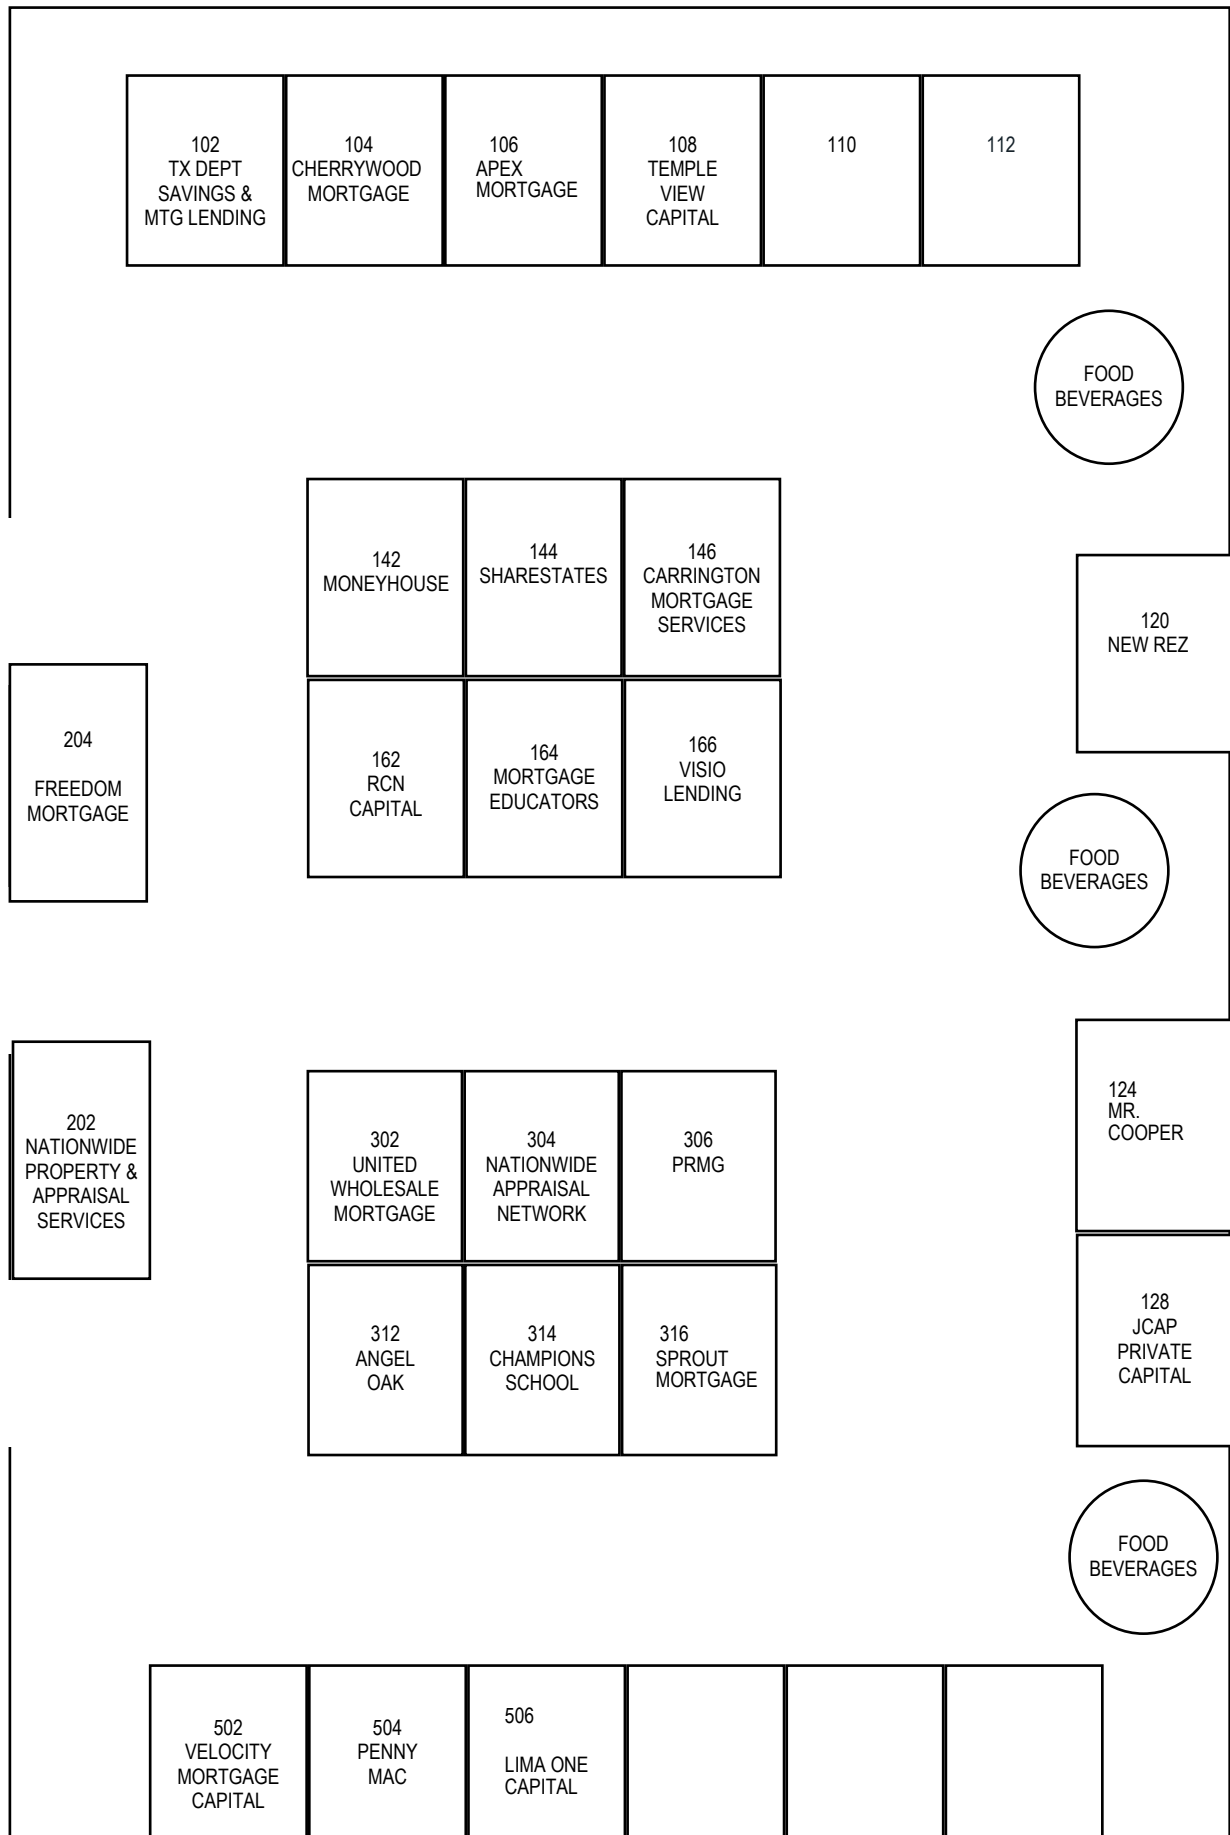 102
TX DEPT
SAVINGS &
MTG LENDING
104
CHERRYWOOD
MORTGAGE
106
APEX
MORTGAGE
108
TEMPLE
VIEW
CAPITAL
110
112
FOOD
BEVERAGES
142
MONEYHOUSE
144
SHARESTATES
146
CARRINGTON
MORTGAGE
SERVICES
120
NEW REZ
204
FREEDOM
MORTGAGE
162
RCN
CAPITAL
164
MORTGAGE
EDUCATORS
166
VISIO
LENDING
FOOD
BEVERAGES
202
NATIONWIDE
PROPERTY &
APPRAISAL
SERVICES
302
UNITED
WHOLESALE
MORTGAGE
304
NATIONWIDE
APPRAISAL
NETWORK
306
PRMG
124
MR.
COOPER
312
ANGEL
OAK
314
CHAMPIONS
SCHOOL
316
SPROUT
MORTGAGE
128
JCAP
PRIVATE
CAPITAL
FOOD
BEVERAGES
502
VELOCITY
MORTGAGE
CAPITAL
504
PENNY
MAC
506
LIMA ONE
CAPITAL